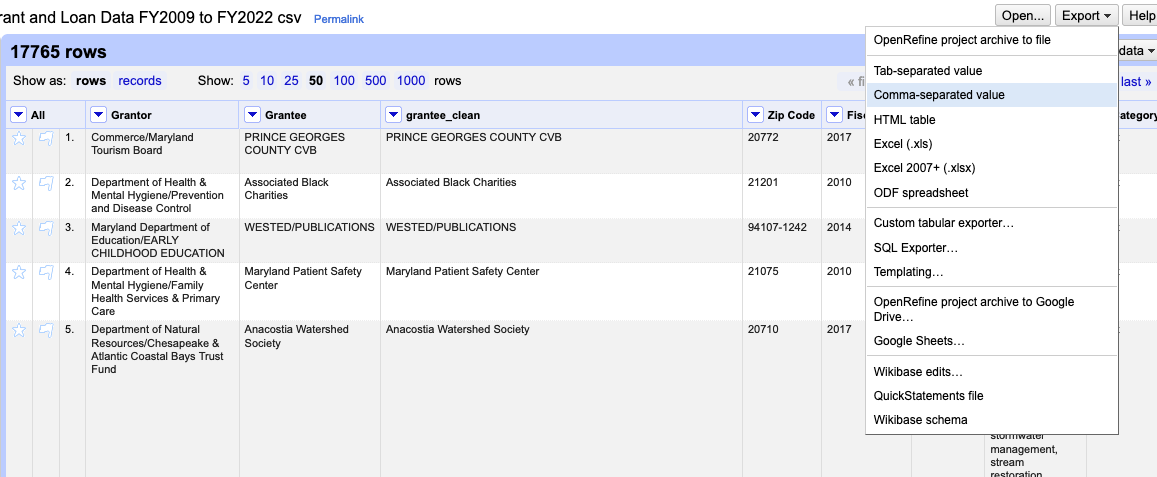 rant and Loan Data FY2009 to FY2022 csv Permalink
Open... Export Help
17765 rows
data
Show as: rows records Show: 5 10 25 50 100 500 1000 rows
« fi
last »
All Grantor Grantee grantee_clean Zip Code Fisc ategory
1. Commerce/Maryland Tourism Board PRINCE GEORGES COUNTY CVB PRINCE GEORGES COUNTY CVB 20772 2017
2. Department of Health & Mental Hygiene/Prevention and Disease Control Associated Black Charities Associated Black Charities 21201 2010
3. Maryland Department of Education/EARLY CHILDHOOD EDUCATION WESTED/PUBLICATIONS WESTED/PUBLICATIONS 94107-1242 2014
4. Department of Health & Mental Hygiene/Family Health Services & Primary Care Maryland Patient Safety Center Maryland Patient Safety Center 21075 2010
5. Department of Natural Resources/Chesapeake & Atlantic Coastal Bays Trust Fund Anacostia Watershed Society Anacostia Watershed Society 20710 2017
stormwater
management,
stream
restoration
OpenRefine project archive to file
Tab-separated value
Comma-separated value
HTML table
Excel (.xls)
Excel 2007+ (.xlsx)
ODF spreadsheet
Custom tabular exporter…
SQL Exporter…
Templating…
OpenRefine project archive to Google
Drive…
Google Sheets…
Wikibase edits…
QuickStatements file
Wikibase schema